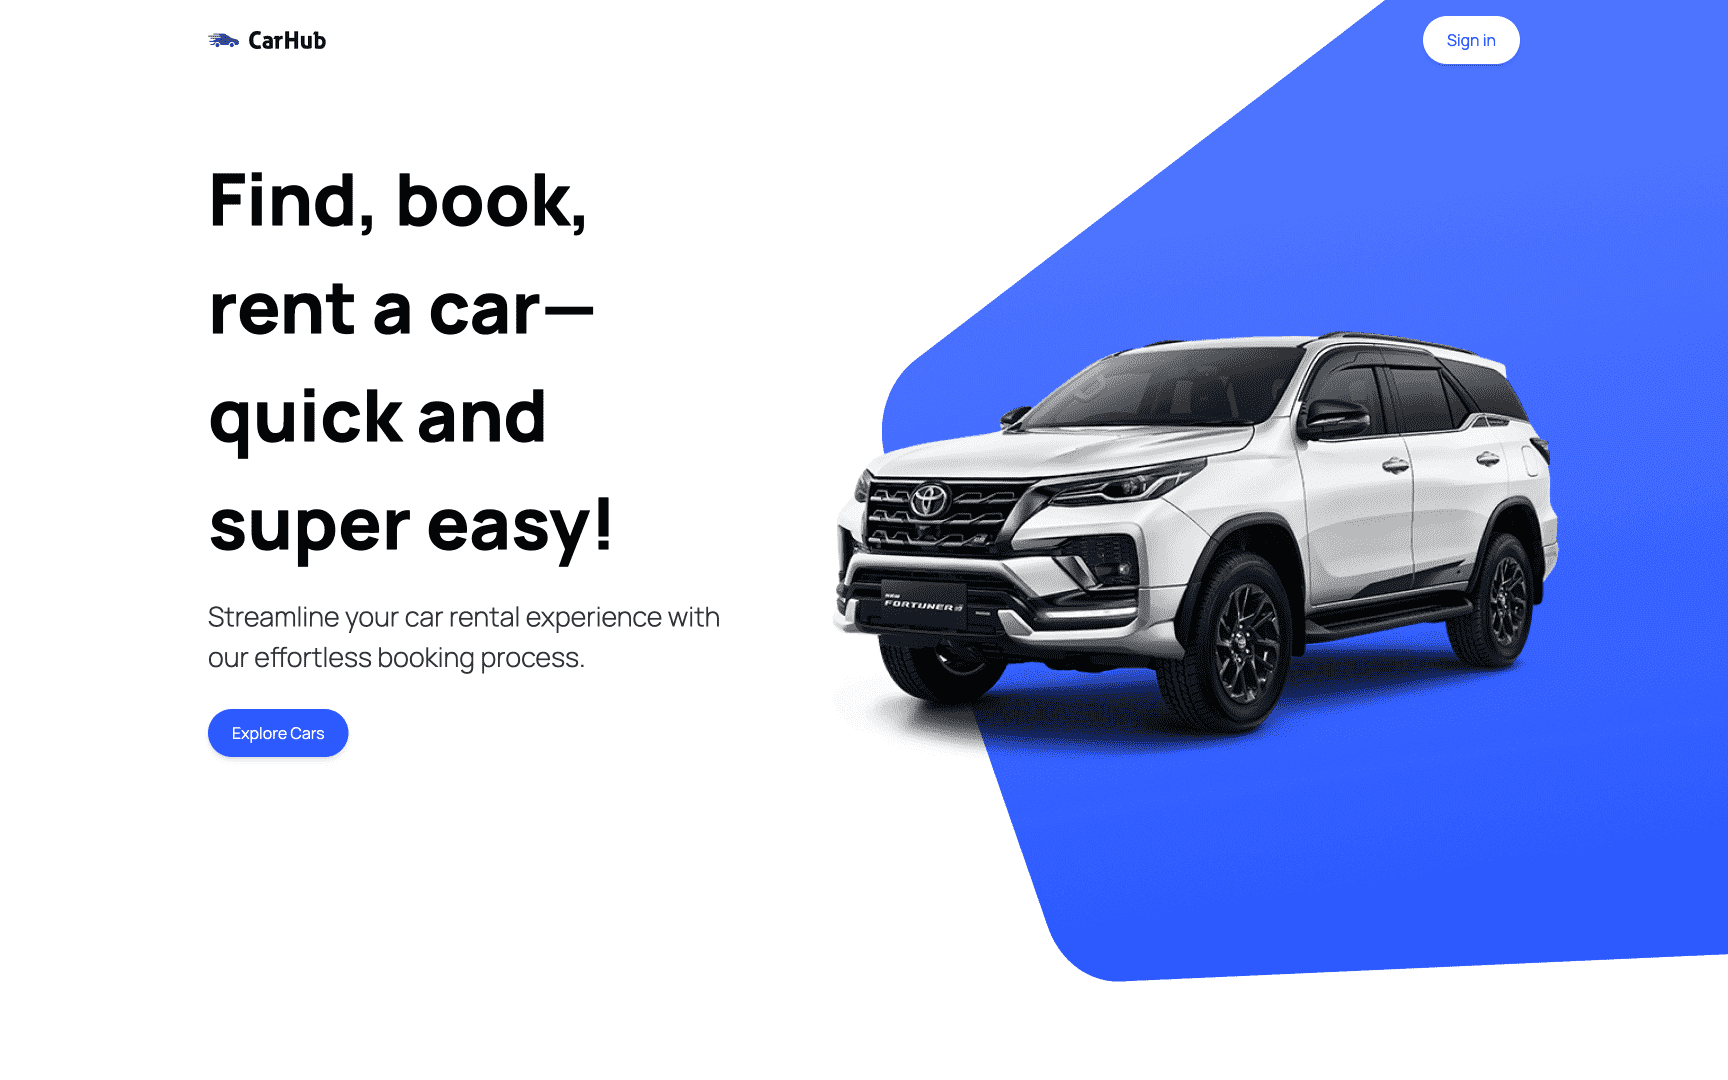 CarHub
Sign in
Find, book,
rent a car—
quick and
super easy!
Streamline your car rental experience with
our effortless booking process.
Explore Cars
FORTUNER